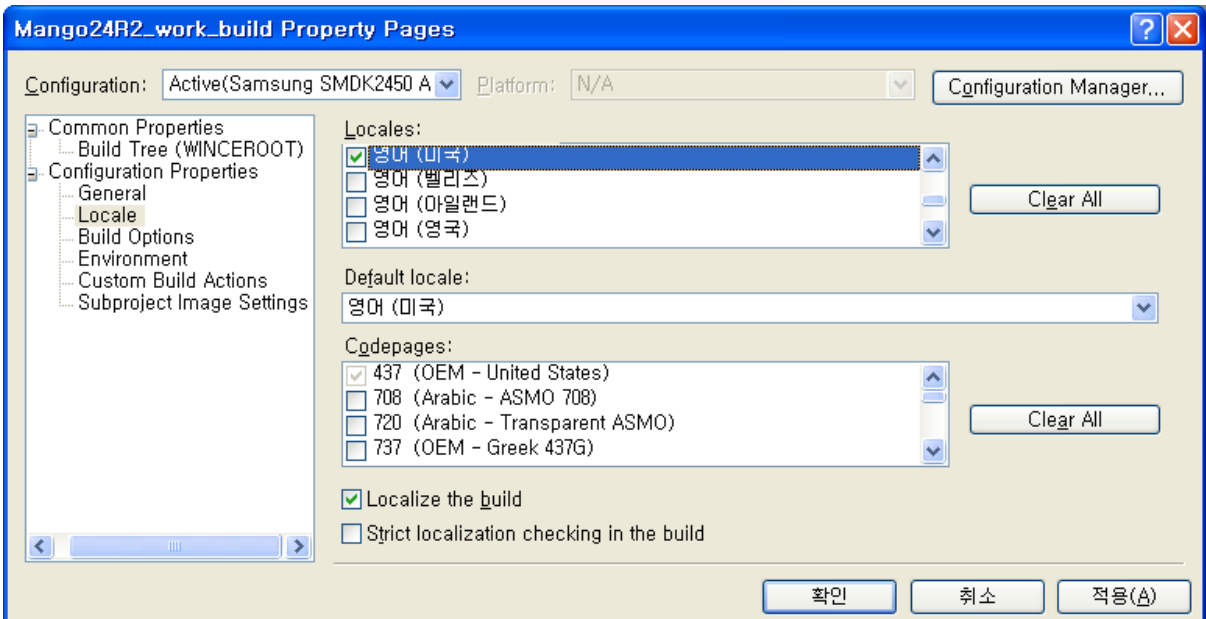 Mango24R2_work_build Property Pages
Configuration: Active(Samsung SMDK2450 A Platform: N/A Configuration Manager...
Common Properties
Build Tree (WINCEROOT)
Configuration Properties
General
Locale
Build Options
Environment
Custom Build Actions
Subproject Image Settings
Locales:
영어 (미국)
영어 (벨리즈)
영어 (아일랜드)
영어 (영국)
Clear All
Default locale:
영어 (미국)
Codepages:
437 (OEM - United States)
708 (Arabic - ASMO 708)
720 (Arabic - Transparent ASMO)
737 (OEM - Greek 437G)
Clear All
Localize the build
Strict localization checking in the build
확인 취소 적용(A)